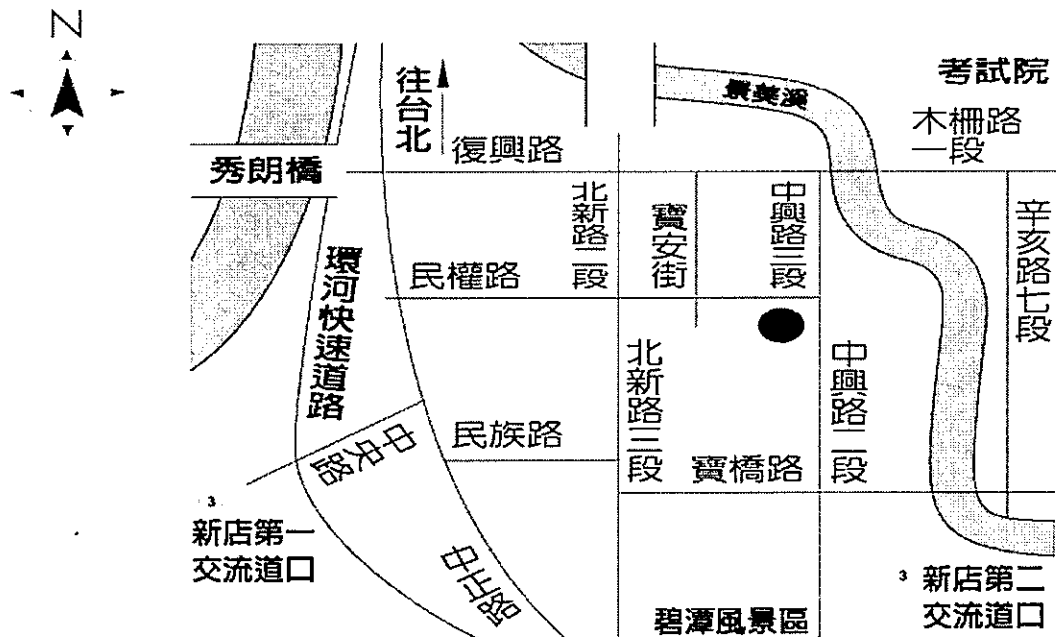 N
往台北
景美溪
考試院
木柵路
一段
秀朗橋
復興路
北新路二段
寶安街
中興路三段
辛亥路七段
環河快速道路
民權路
北新路三段
中興路二段
中央路
民族路
寶橋路
3
新店第一
交流道口
中正路
3 新店第二
交流道口
碧潭風景區